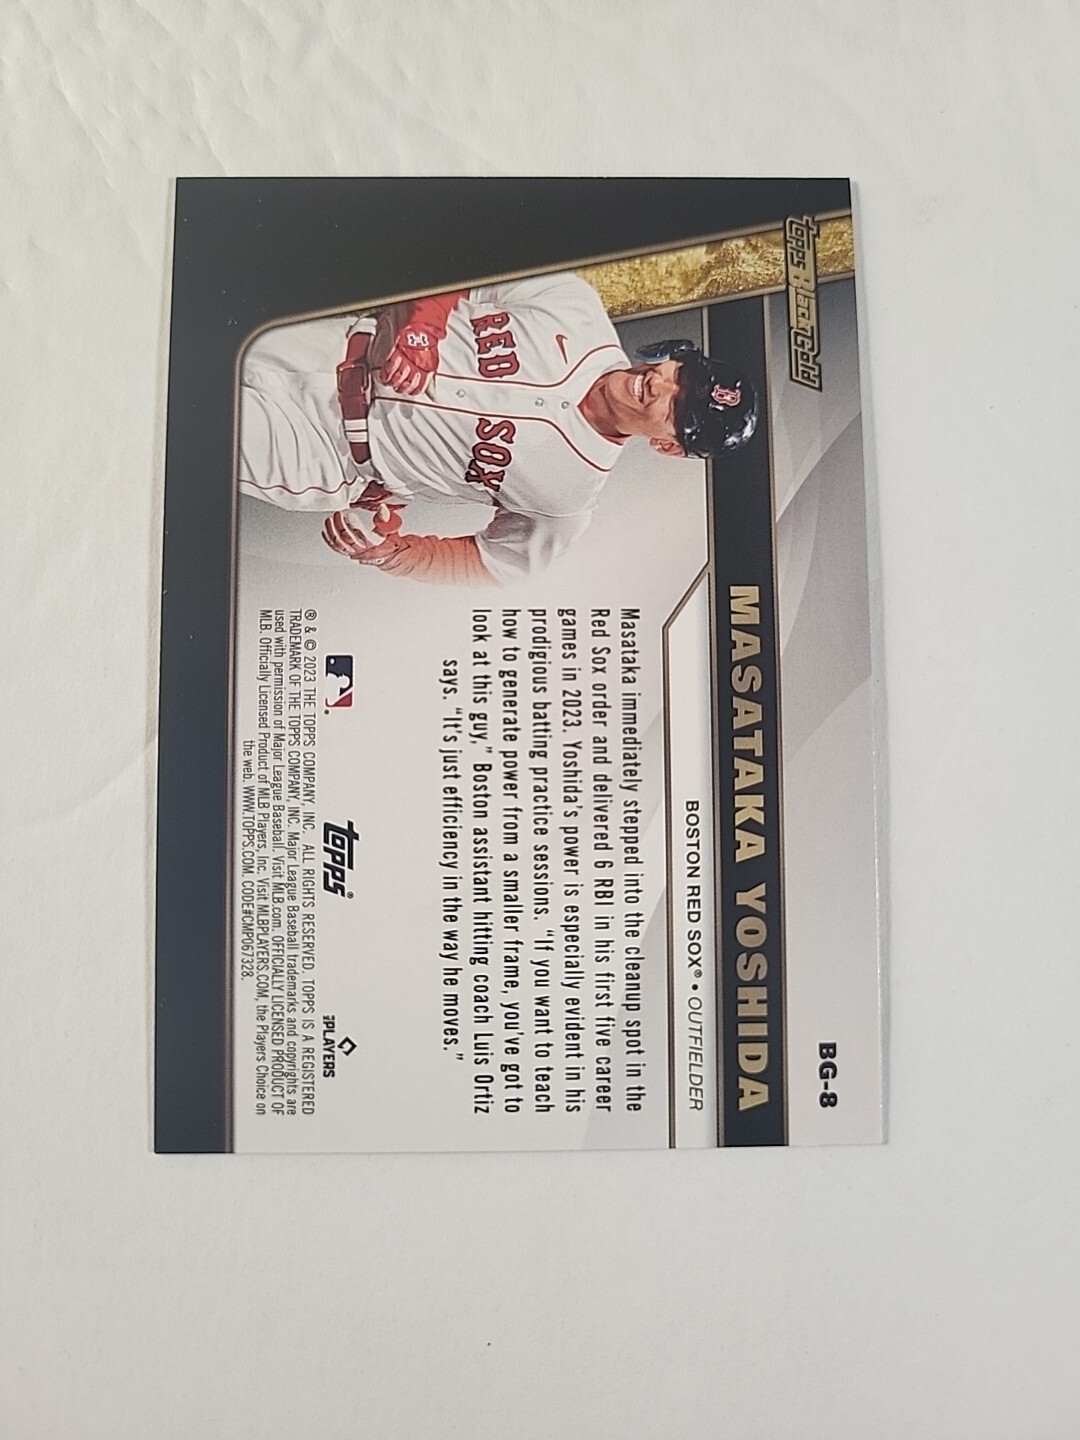 BG-8
Topps Black Gold
MASATAKA YOSHIDA
BOSTON RED SOX® • OUTFIELDER
RED SOX
B
Masataka immediately stepped into the cleanup spot in the
Red Sox order and delivered 6 RBI in his first five career
games in 2023. Yoshida's power is especially evident in his
prodigious batting practice sessions. "If you want to teach
how to generate power from a smaller frame, you've got to
look at this guy," Boston assistant hitting coach Luis Ortiz
says. "It's just efficiency in the way he moves."
topps®
PLAYERS
® & © 2023 THE TOPPS COMPANY, INC. ALL RIGHTS RESERVED. TOPPS IS A REGISTERED
TRADEMARK OF THE TOPPS COMPANY, INC. Major League Baseball trademarks and copyrights are
used with permission of Major League Baseball. Visit MLB.com. OFFICIALLY LICENSED PRODUCT OF
MLB. Officially Licensed Product of MLB Players, Inc. Visit MLBPLAYERS.COM, the Players Choice on
the web. WWW.TOPPS.COM. CODE#CMP067328.